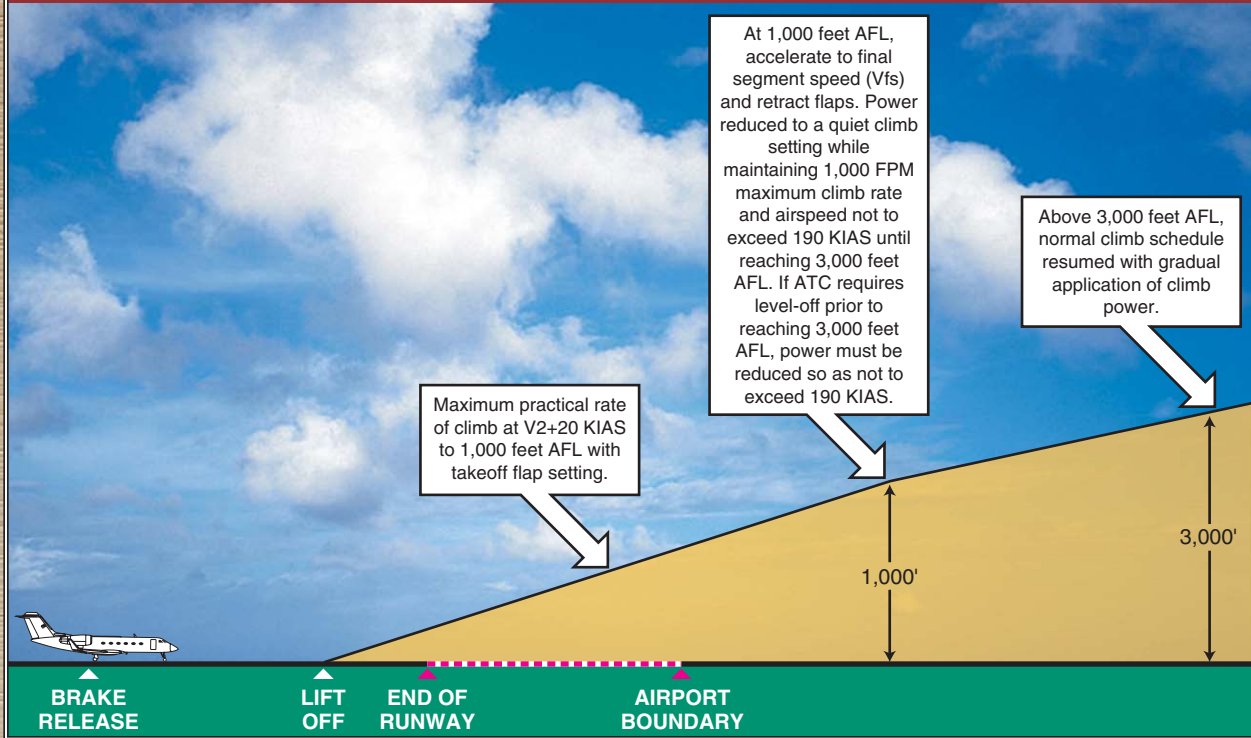 Maximum practical rate
of climb at V2+20 KIAS
to 1,000 feet AFL with
takeoff flap setting.
At 1,000 feet AFL,
accelerate to final
segment speed (Vfs)
and retract flaps. Power
reduced to a quiet climb
setting while
maintaining 1,000 FPM
maximum climb rate
and airspeed not to
exceed 190 KIAS until
reaching 3,000 feet
AFL. If ATC requires
level-off prior to
reaching 3,000 feet
AFL, power must be
reduced so as not to
exceed 190 KIAS.
Above 3,000 feet AFL,
normal climb schedule
resumed with gradual
application of climb
power.
1,000'
3,000'
BRAKE
RELEASE
LIFT
OFF
END OF
RUNWAY
AIRPORT
BOUNDARY